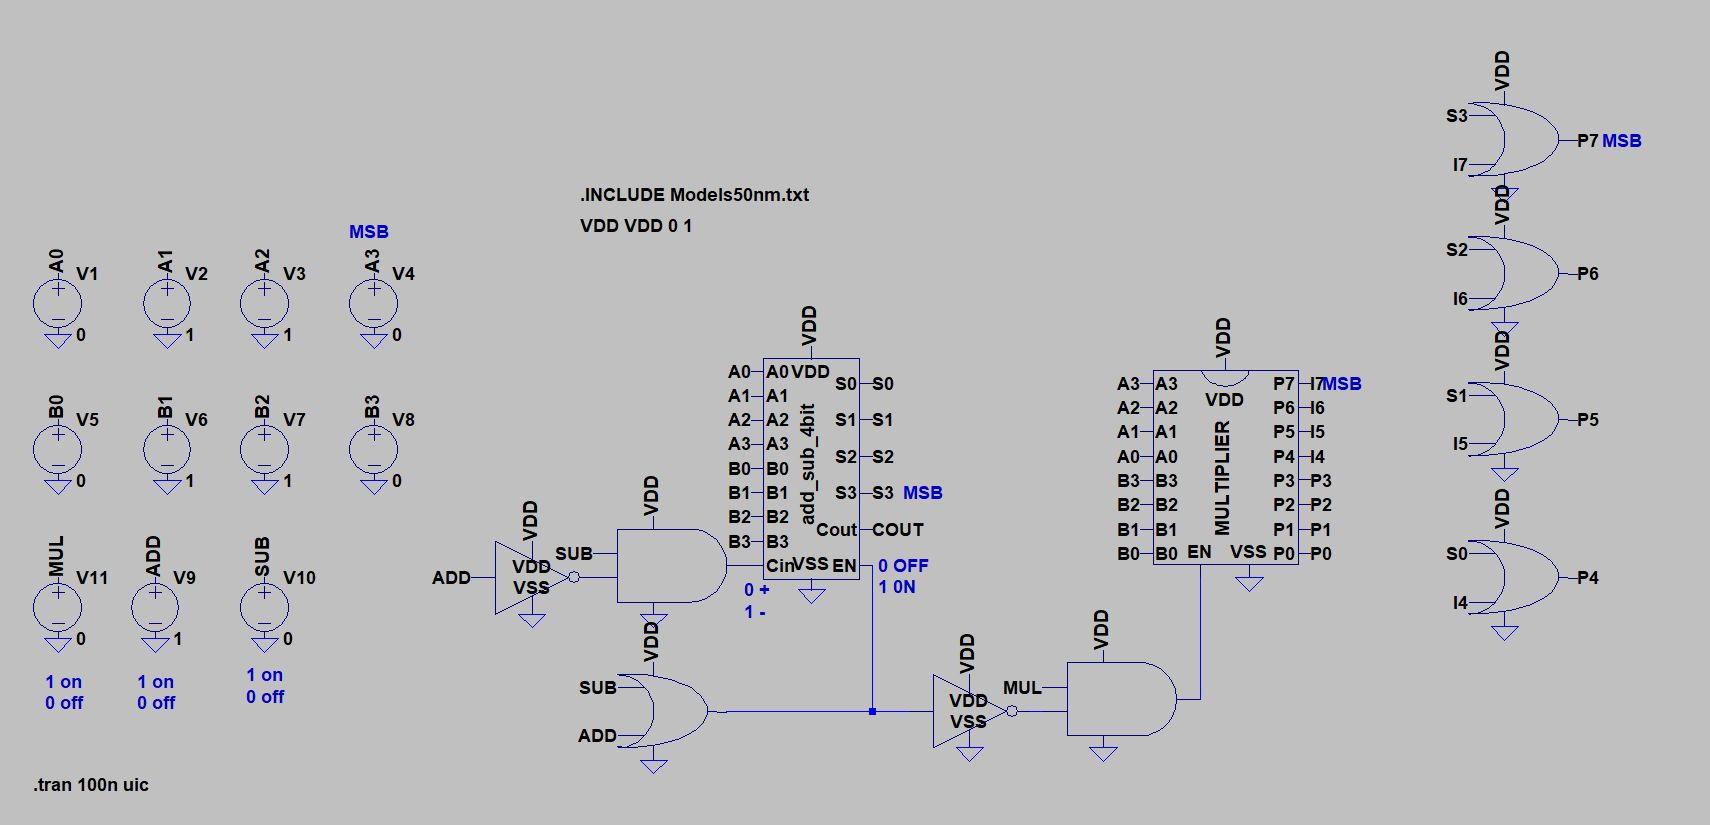 .INCLUDE Models50nm.txt
VDD VDD 0 1
MSB
A0 V1 0
A1 V2 1
A2 V3 1
A3 V4 0
B0 V5 0
B1 V6 1
B2 V7 1
B3 V8 0
MUL V11 0
1 on
0 off
ADD V9 1
1 on
0 off
SUB V10 0
1 on
0 off
.tran 100n uic
ADD
VDD
VDD
VSS
SUB
VDD
VDD
SUB
ADD
VDD
A0 A0 VDD
A1 A1
A2 A2
A3 A3
B0 B0
B1 B1
B2 B2
B3 B3
Cin VSS EN
add_sub_4bit
S0 S0
S1 S1
S2 S2
S3 S3 MSB
Cout COUT
0 +
1 -
0 OFF
1 0N
VDD
VDD
VSS
MUL
VDD
VDD
VDD
MULTIPLIER
A3 A3 P7 I7 MSB
A2 A2 P6 I6
A1 A1 P5 I5
A0 A0 P4 I4
B3 B3 P3 P3
B2 B2 P2 P2
B1 B1 P1 P1
B0 B0 EN VSS P0 P0
VDD
S3
I7
P7 MSB
VDD
S2
I6
P6
VDD
S1
I5
P5
VDD
S0
I4
P4